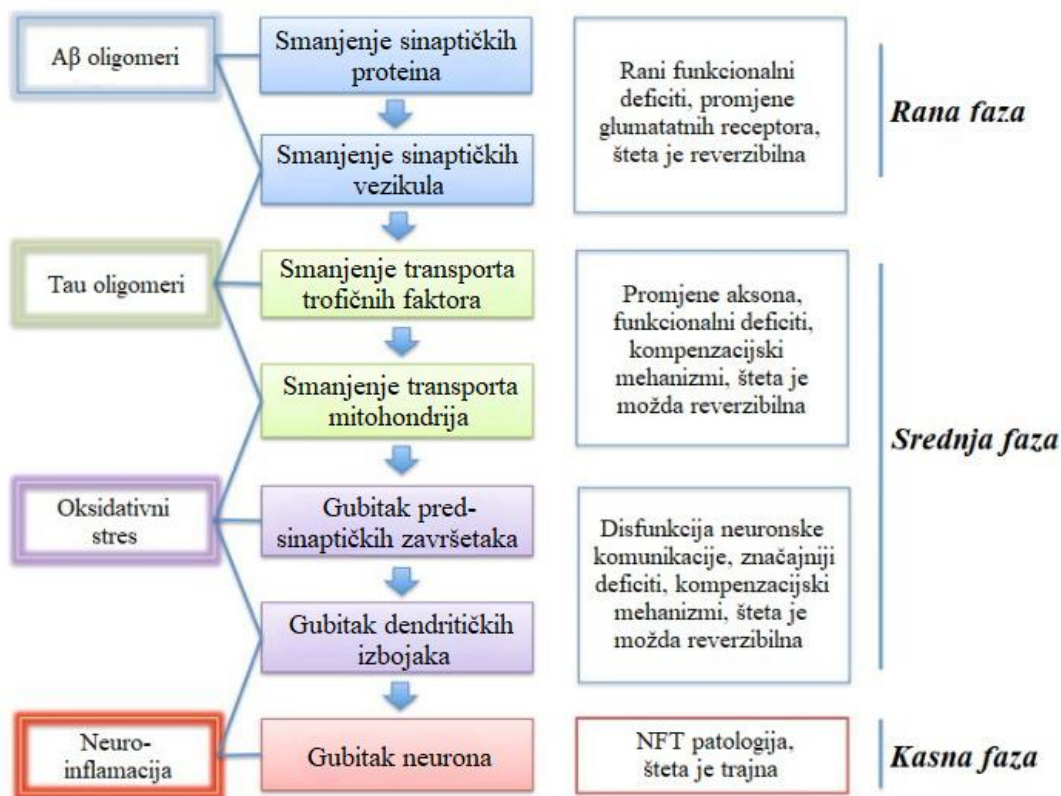 Aβ oligomeri
Smanjenje sinaptičkih
proteina
Smanjenje sinaptičkih
vezikula
Rani funkcionalni
deficiti, promjene
glumatatnih receptora,
šteta je reverzibilna
Rana faza
Tau oligomeri
Smanjenje transporta
trofičnih faktora
Smanjenje transporta
mitohondrija
Promjene aksona,
funkcionalni deficiti,
kompenzacijski
mehanizmi, šteta je
možda reverzibilna
Srednja faza
Oksidativni
stres
Gubitak pred-
sinaptičkih završetaka
Gubitak dendritičkih
izbojaka
Disfunkcija neuronske
komunikacije, značajniji
deficiti, kompenzacijski
mehanizmi, šteta je
možda reverzibilna
Neuro-
inflamacija
Gubitak neurona
NFT patologija,
šteta je trajna
Kasna faza